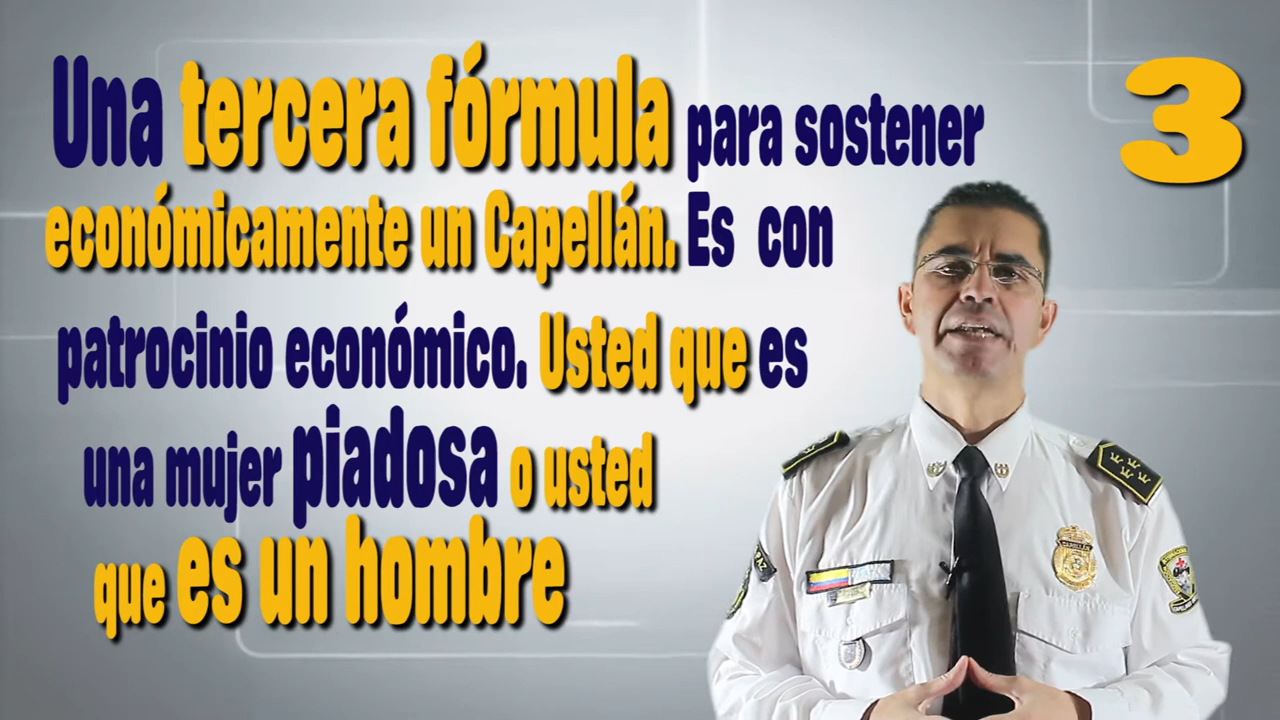 Una tercera fórmula para sostener
3
económicamente un Capellán. Es con
patrocinio económico. Usted que es
una mujer piadosa o usted
que es un hombre
CAPELLÁN